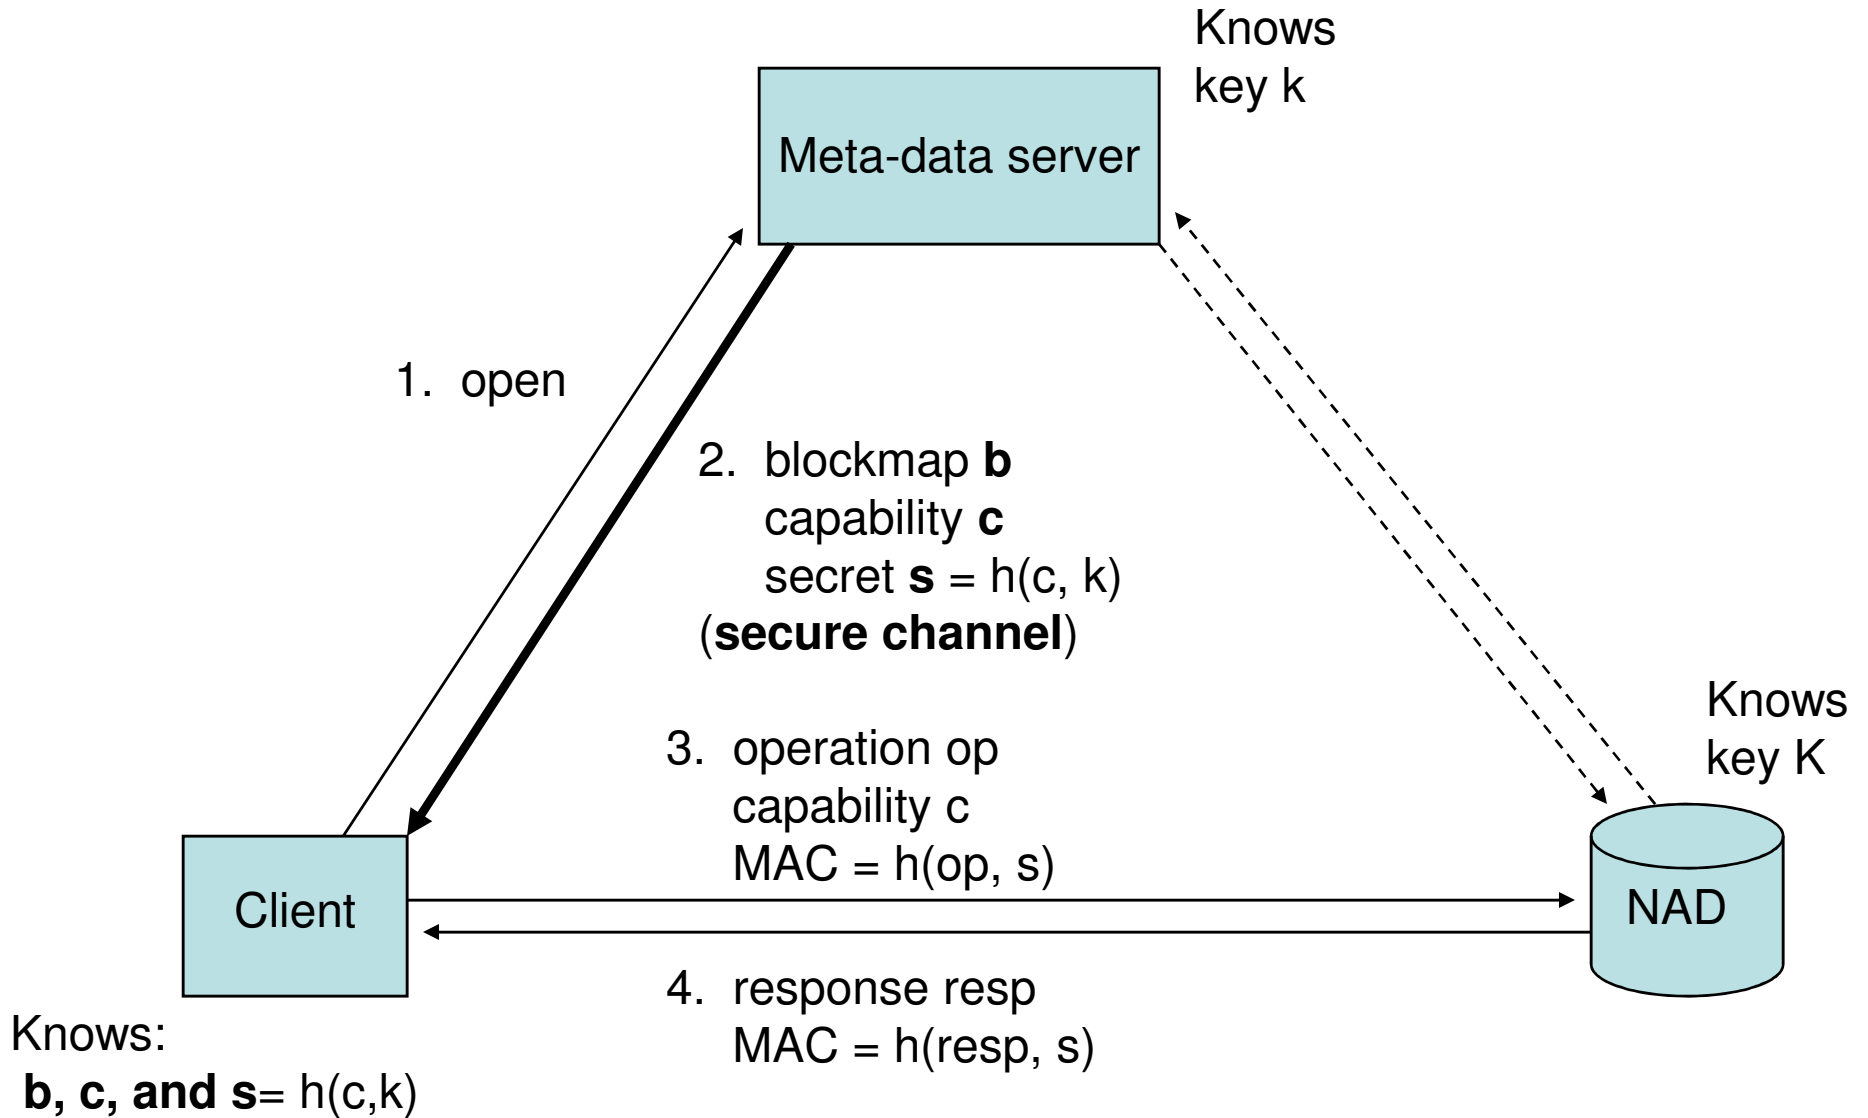 Knows
key k
Meta-data server
1. open
2. blockmap b
capability c
secret s = h(c, k)
(secure channel)
Knows
key K
3. operation op
capability c
MAC = h(op, s)
Client
NAD
4. response resp
MAC = h(resp, s)
Knows:
b, c, and s= h(c,k)